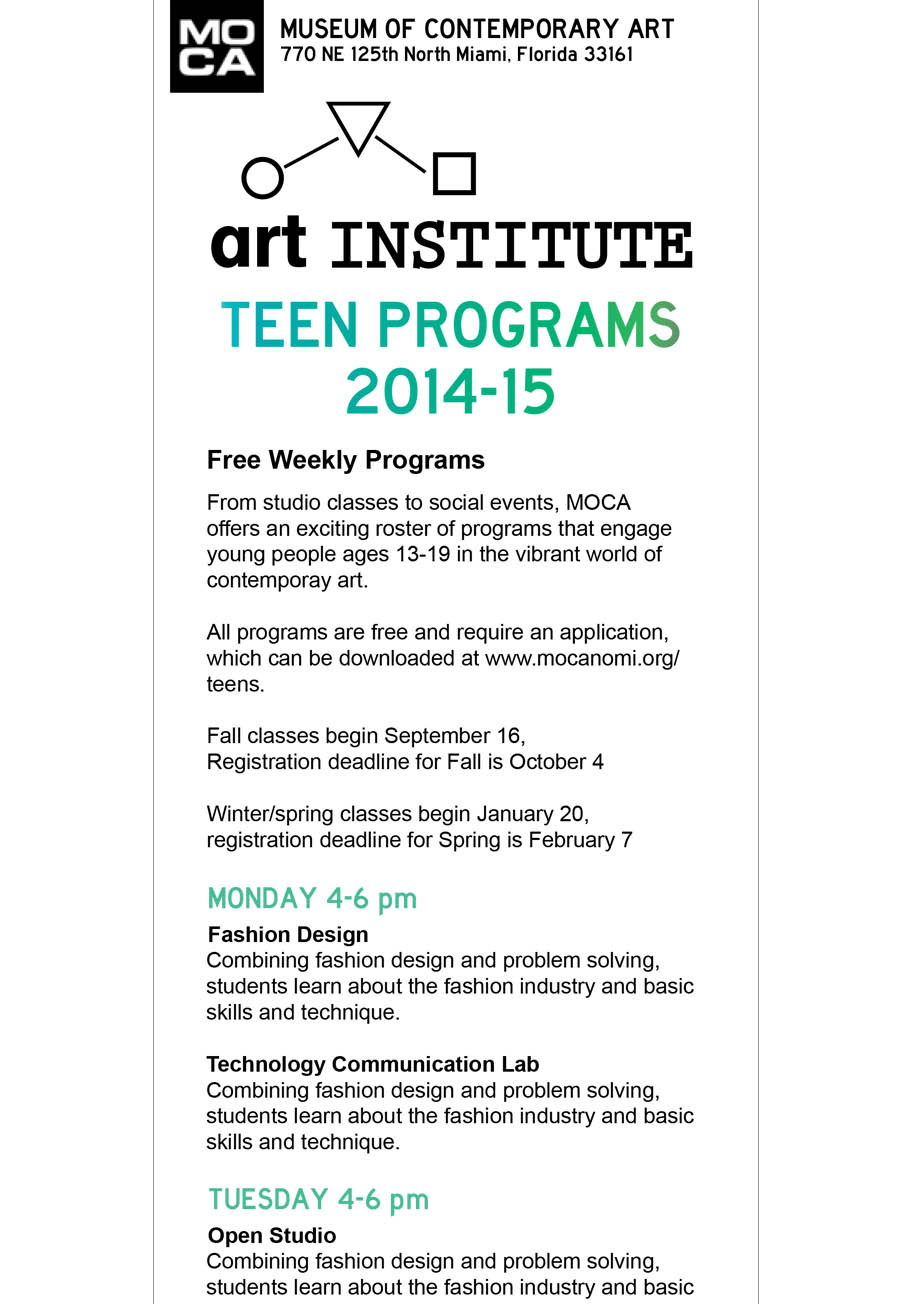 MO
CA
MUSEUM OF CONTEMPORARY ART
770 NE 125th North Miami, Florida 33161
art INSTITUTE
TEEN PROGRAMS
2014-15
Free Weekly Programs
From studio classes to social events, MOCA
offers an exciting roster of programs that engage
young people ages 13-19 in the vibrant world of
contemporay art.
All programs are free and require an application,
which can be downloaded at www.mocanomi.org/
teens.
Fall classes begin September 16,
Registration deadline for Fall is October 4
Winter/spring classes begin January 20,
registration deadline for Spring is February 7
MONDAY 4-6 pm
Fashion Design
Combining fashion design and problem solving,
students learn about the fashion industry and basic
skills and technique.
Technology Communication Lab
Combining fashion design and problem solving,
students learn about the fashion industry and basic
skills and technique.
TUESDAY 4-6 pm
Open Studio
Combining fashion design and problem solving,
students learn about the fashion industry and basic